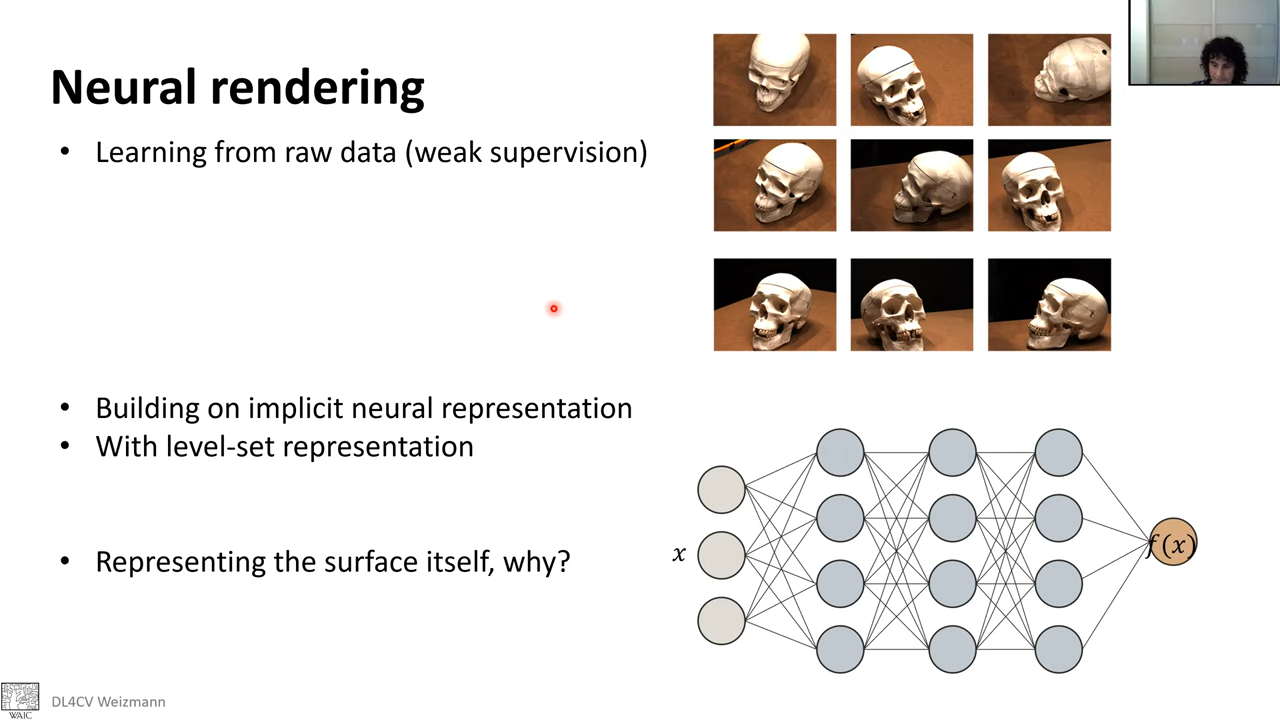 Neural rendering
• Learning from raw data (weak supervision)
• Building on implicit neural representation
• With level-set representation
• Representing the surface itself, why?
x
f(x)
WAIC
DL4CV Weizmann